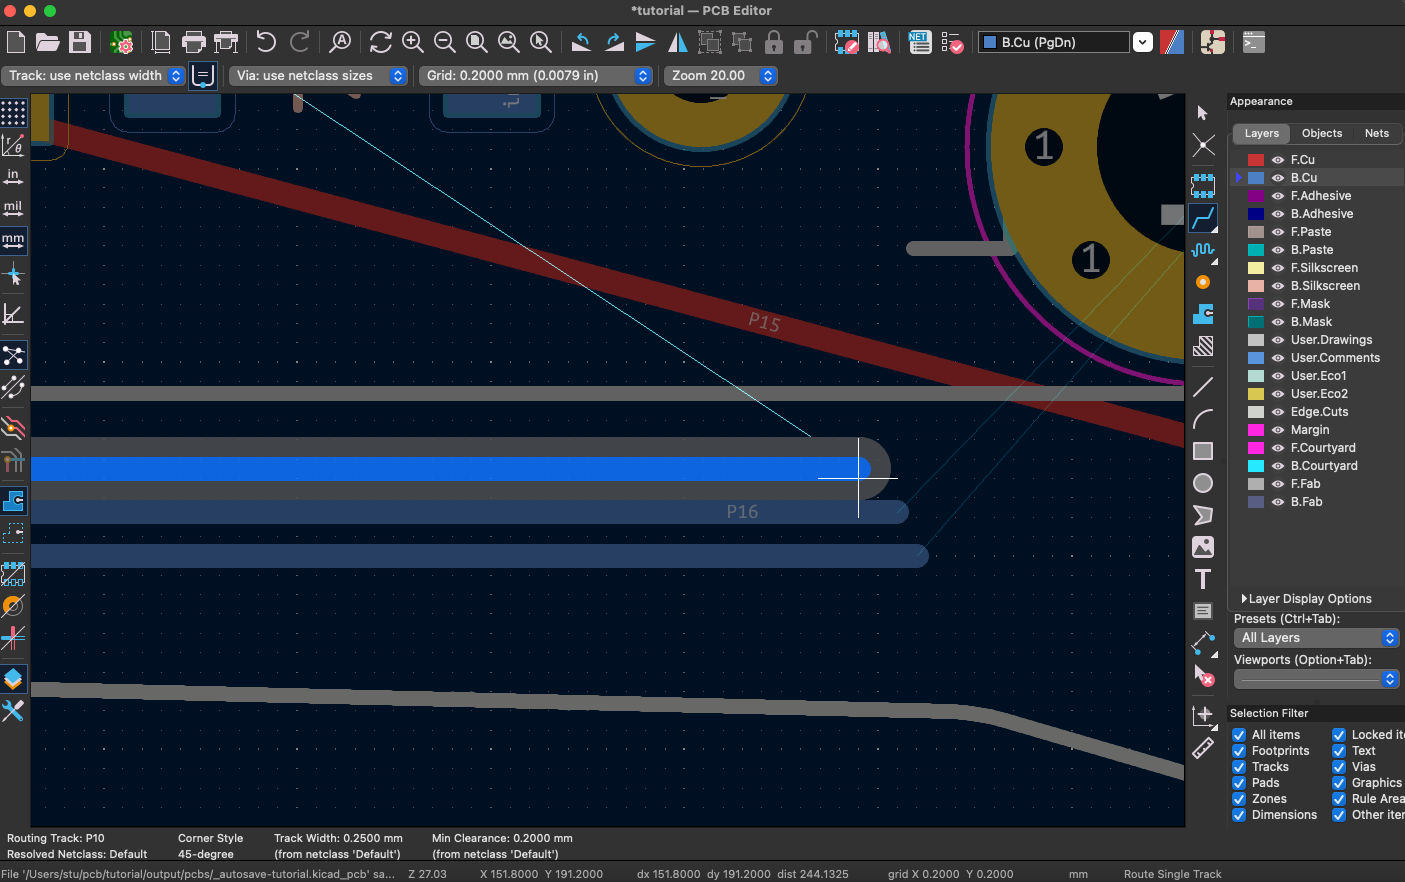 *tutorial — PCB Editor
B.Cu (PgDn)
Track: use netclass width
Via: use netclass sizes
Grid: 0.2000 mm (0.0079 in)
Zoom 20.00
Appearance
Layers Objects Nets
F.Cu
B.Cu
F.Adhesive
B.Adhesive
F.Paste
B.Paste
F.Silkscreen
B.Silkscreen
F.Mask
B.Mask
User.Drawings
User.Comments
User.Eco1
User.Eco2
Edge.Cuts
Margin
F.Courtyard
B.Courtyard
F.Fab
B.Fab
Layer Display Options
Presets (Ctrl+Tab):
All Layers
Viewports (Option+Tab):
Selection Filter
All items Locked ite
Footprints Text
Tracks Vias
Pads Graphics
Zones Rule Area
Dimensions Other iten
in
mil
mm
NET
T
1
1
P15
P16
Routing Track: P10 Corner Style Track Width: 0.2500 mm Min Clearance: 0.2000 mm
Resolved Netclass: Default 45-degree (from netclass 'Default') (from netclass 'Default')
File '/Users/stu/pcb/tutorial/output/pcbs/_autosave-tutorial.kicad_pcb' sa... Z 27.03 X 151.8000 Y 191.2000 dx 151.8000 dy 191.2000 dist 244.1325 grid X 0.2000 Y 0.2000 mm Route Single Track